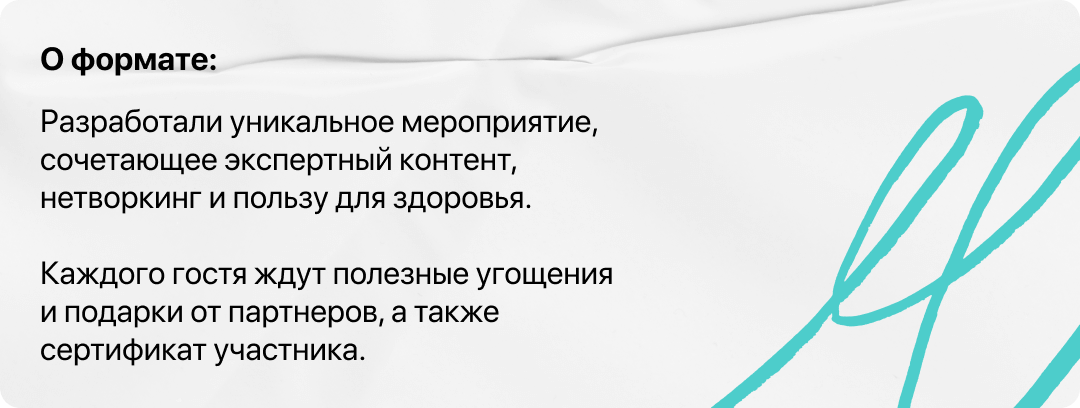 О формате:
Разработали уникальное мероприятие,
сочетающее экспертный контент,
нетворкинг и пользу для здоровья.
Каждого гостя ждут полезные угощения
и подарки от партнеров, а также
сертификат участника.